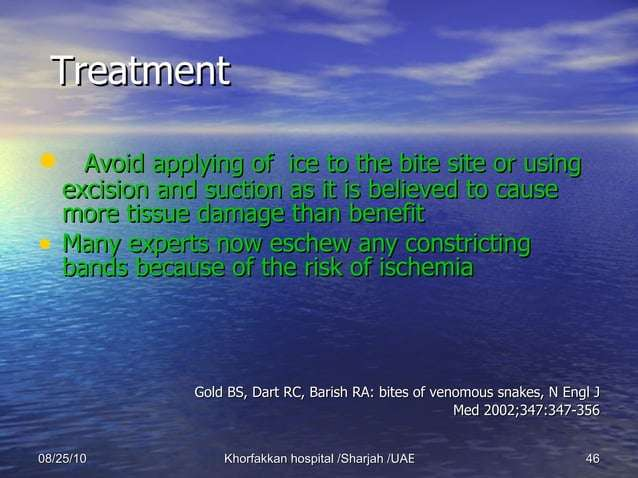 Treatment
Avoid applying of ice to the bite site or using
excision and suction as it is believed to cause
more tissue damage than benefit
Many experts now eschew any constricting
bands because of the risk of ischemia
Gold BS, Dart RC, Barish RA: bites of venomous snakes, N Engl J
Med 2002;347:347-356
08/25/10 Khorfakkan hospital /Sharjah /UAE 46